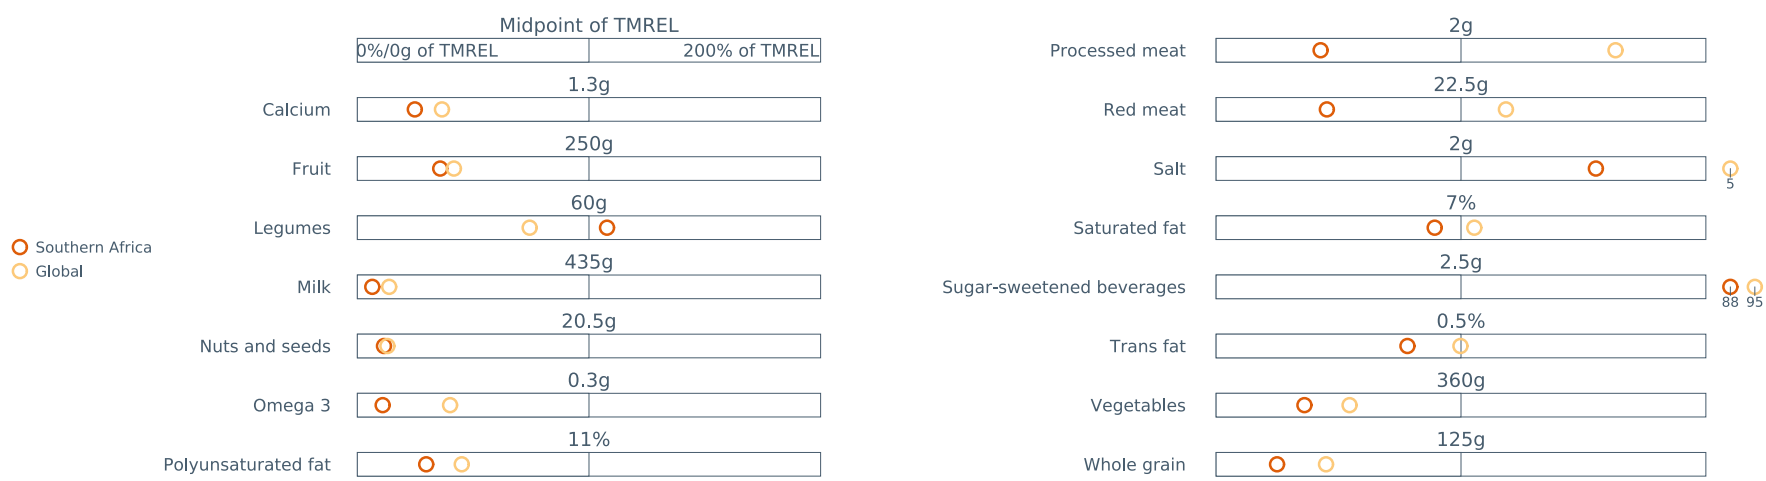 Midpoint of TMREL
0%/0g of TMREL 200% of TMREL
1.3g
Calcium
250g
Fruit
60g
Legumes
435g
Milk
20.5g
Nuts and seeds
0.3g
Omega 3
11%
Polyunsaturated fat
Southern Africa
Global
2g
Processed meat
22.5g
Red meat
2g
Salt
5
7%
Saturated fat
2.5g
Sugar-sweetened beverages
88 95
0.5%
Trans fat
360g
Vegetables
125g
Whole grain